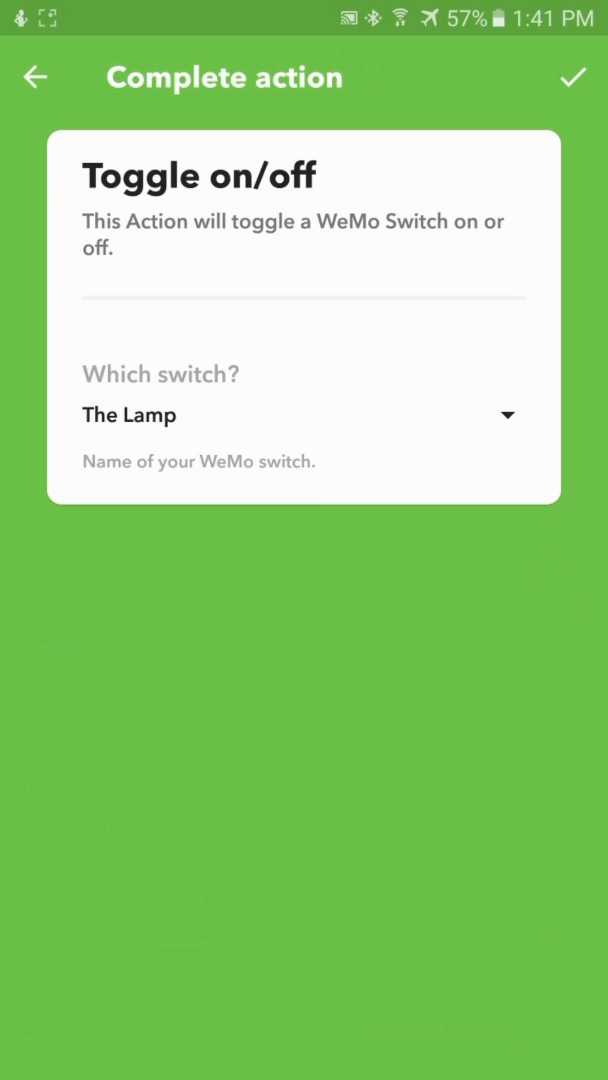 57% 1:41 PM
Complete action
Toggle on/off
This Action will toggle a WeMo Switch on or
off.
Which switch?
The Lamp
Name of your WeMo switch.